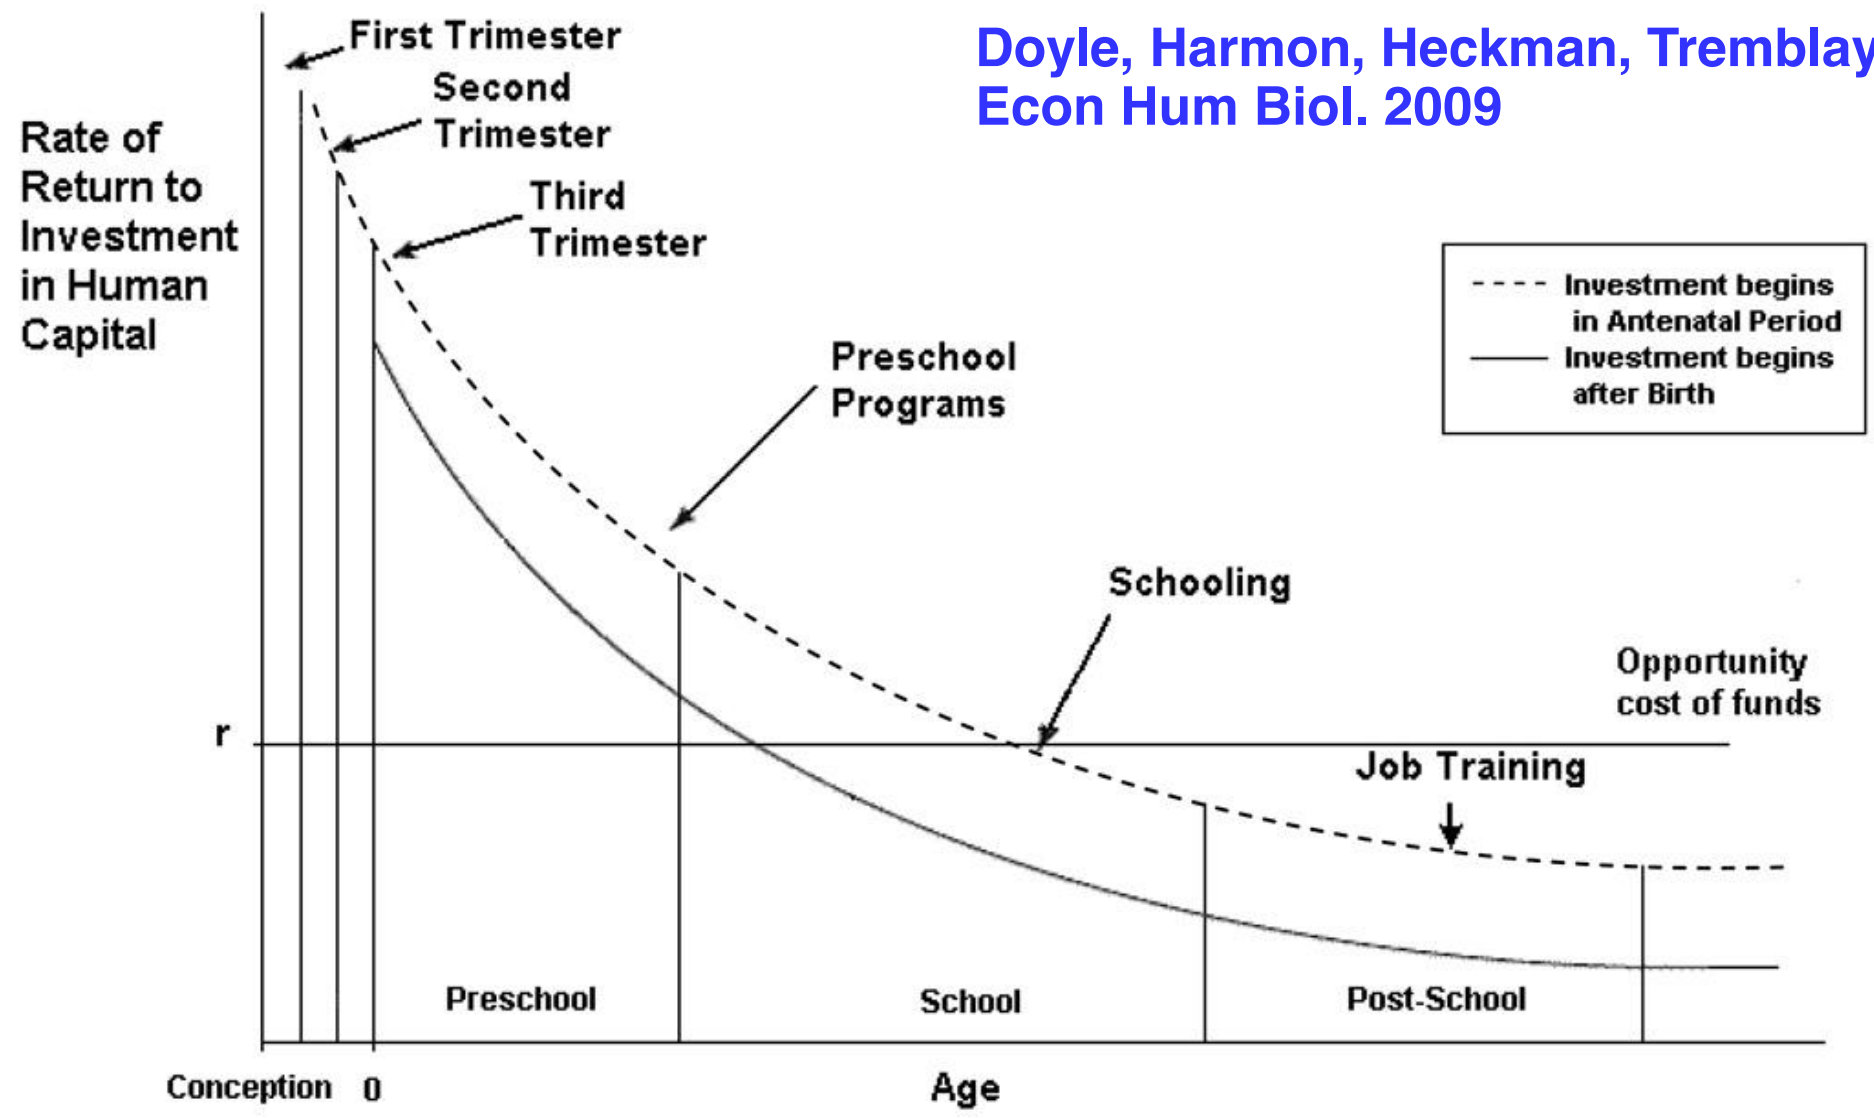 First Trimester
Second
Trimester
Third
Trimester
Doyle, Harmon, Heckman, Tremblay
Econ Hum Biol. 2009
Rate of
Return to
Investment
in Human
Capital
Investment begins
in Antenatal Period
Investment begins
after Birth
Preschool
Programs
Schooling
Opportunity
cost of funds
r
Job Training
Preschool
School
Post-School
Conception
0
Age